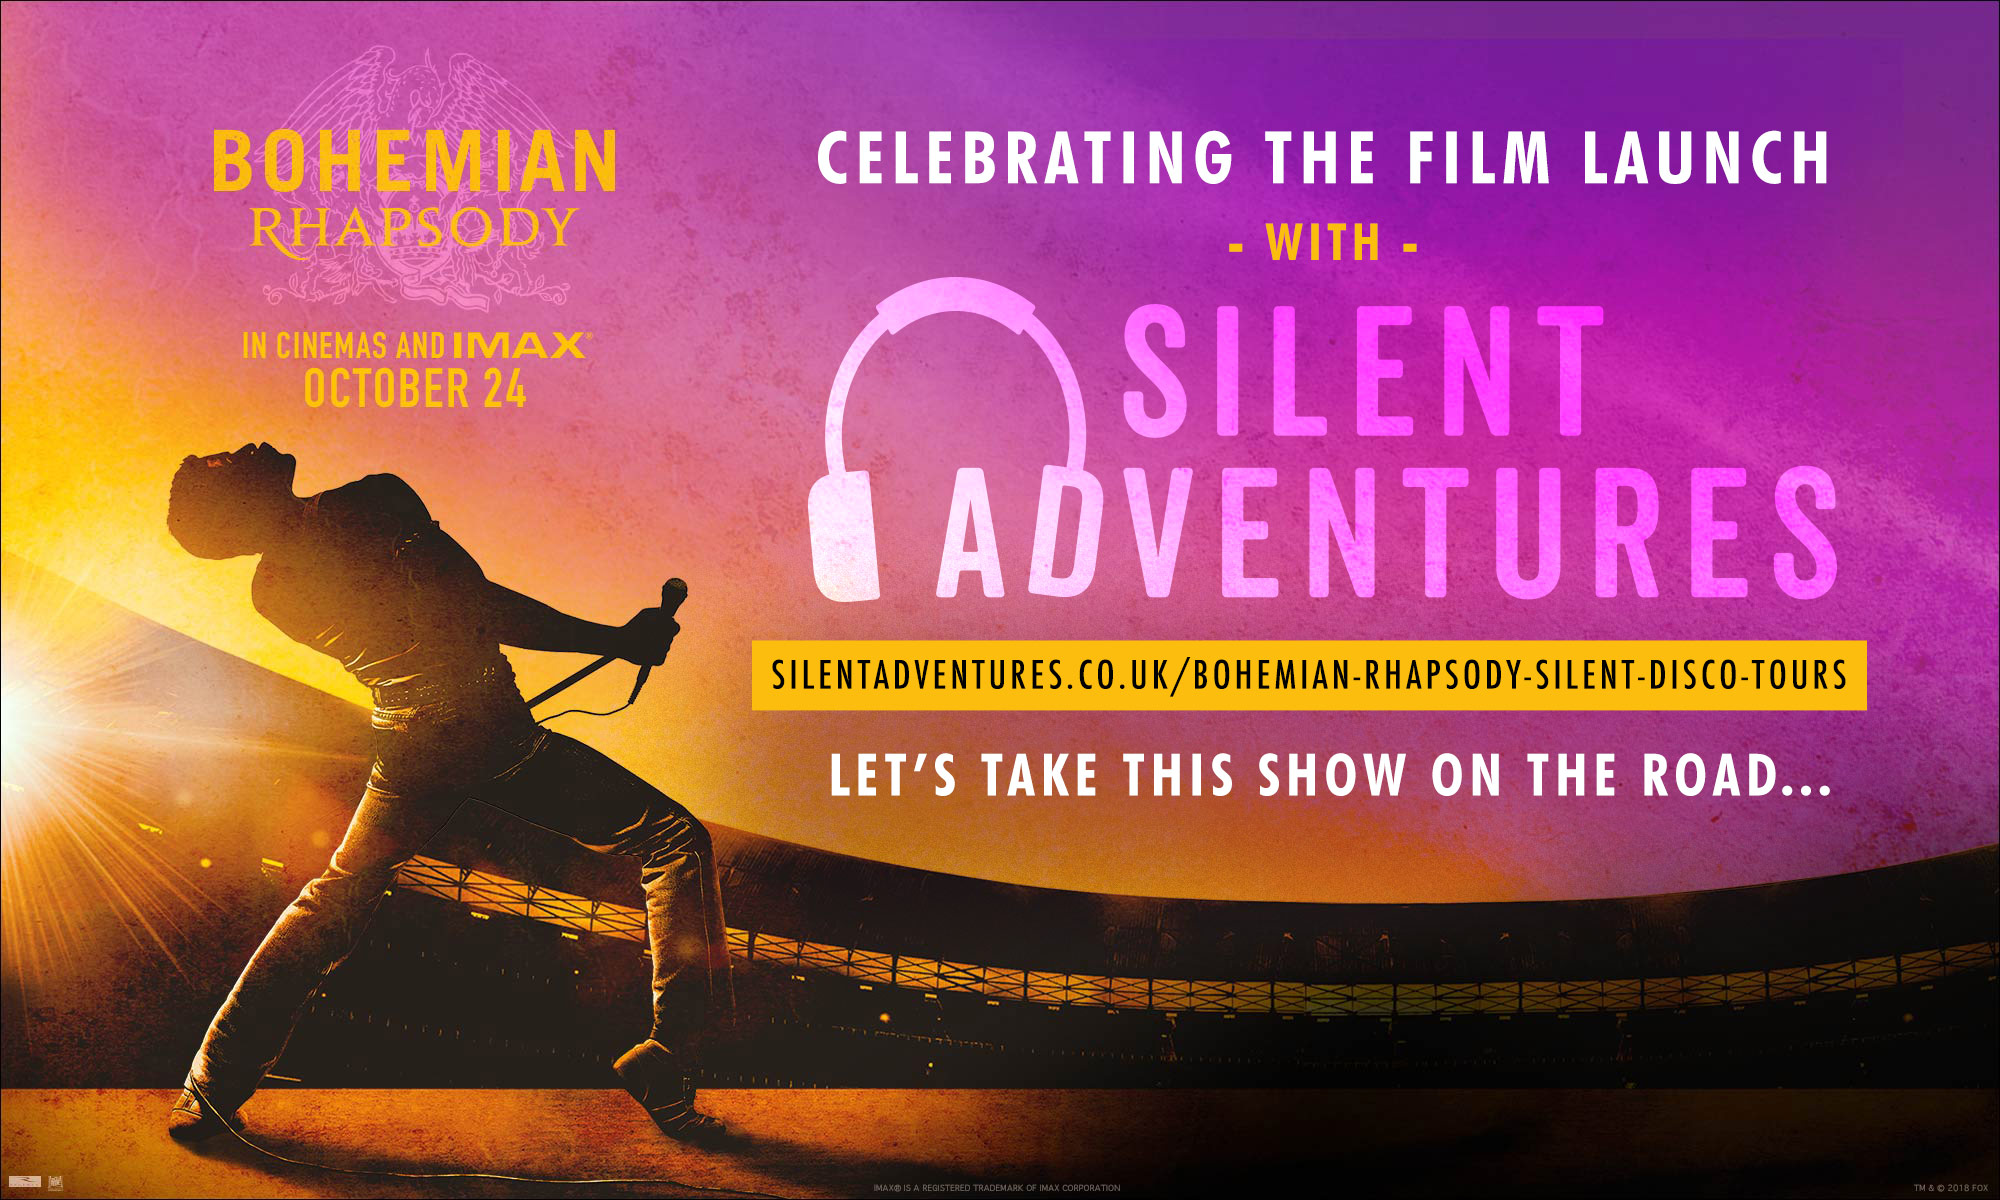 BOHEMIAN
RHAPSODY
IN CINEMAS AND IMAX®
OCTOBER 24
CELEBRATING THE FILM LAUNCH
- WITH -
SILENT
ADVENTURES
SILENTADVENTURES.CO.UK/BOHEMIAN-RHAPSODY-SILENT-DISCO-TOURS
LET'S TAKE THIS SHOW ON THE ROAD...
IMAX® IS A REGISTERED TRADEMARK OF IMAX CORPORATION
TM & © 2018 FOX